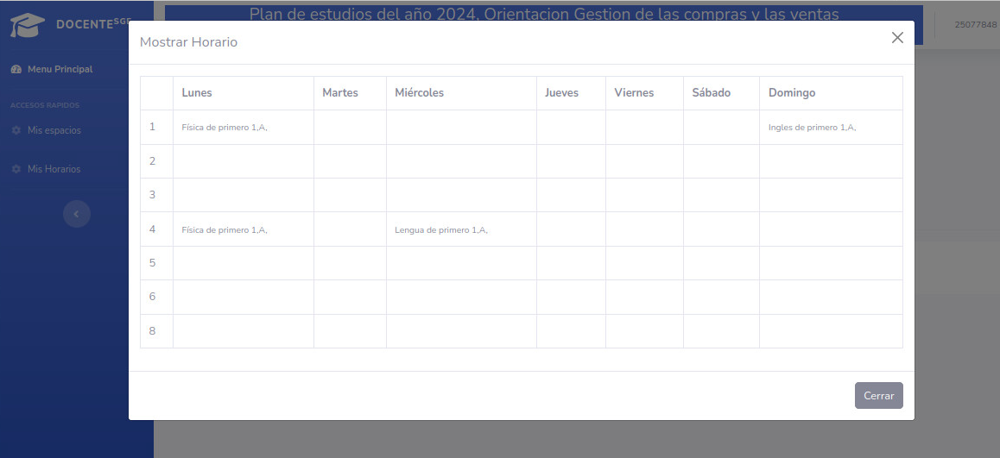 Plan de estudios del año 2024, Orientacion Gestion de las compras y las ventas
DOCENTE SGE
25077848
Menu Principal
ACCESOS RAPIDOS
Mis espacios
Mis Horarios
Mostrar Horario
Lunes Martes Miércoles Jueves Viernes Sábado Domingo
1 Física de primero 1,A, Ingles de primero 1,A,
2
3
4 Física de primero 1,A, Lengua de primero 1,A,
5
6
8
Cerrar